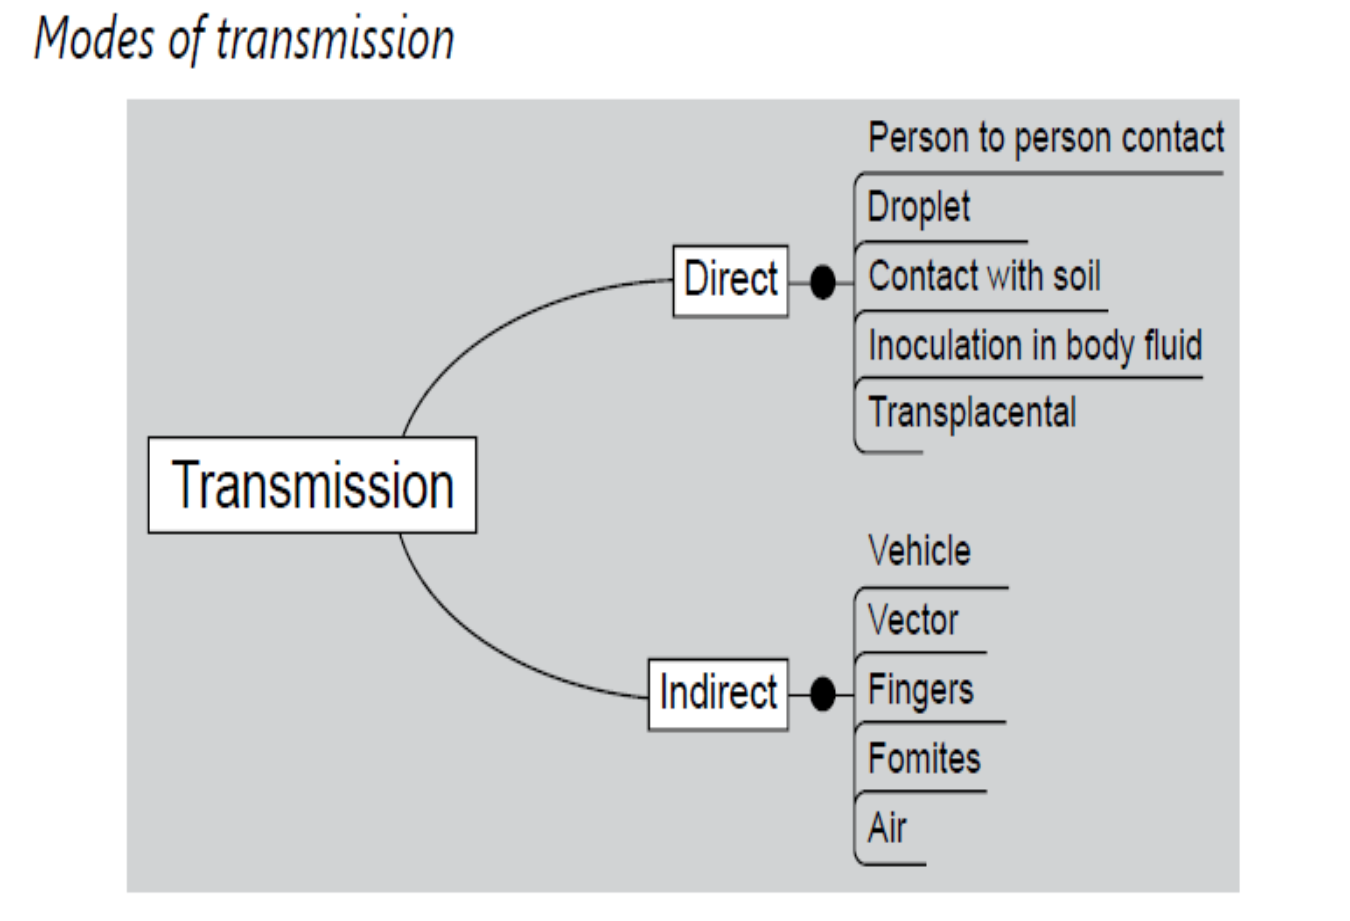 Modes of transmission
Person to person contact
Droplet
Direct
Contact with soil
Inoculation in body fluid
Transplacental
Transmission
Vehicle
Vector
Indirect
Fingers
Fomites
Air